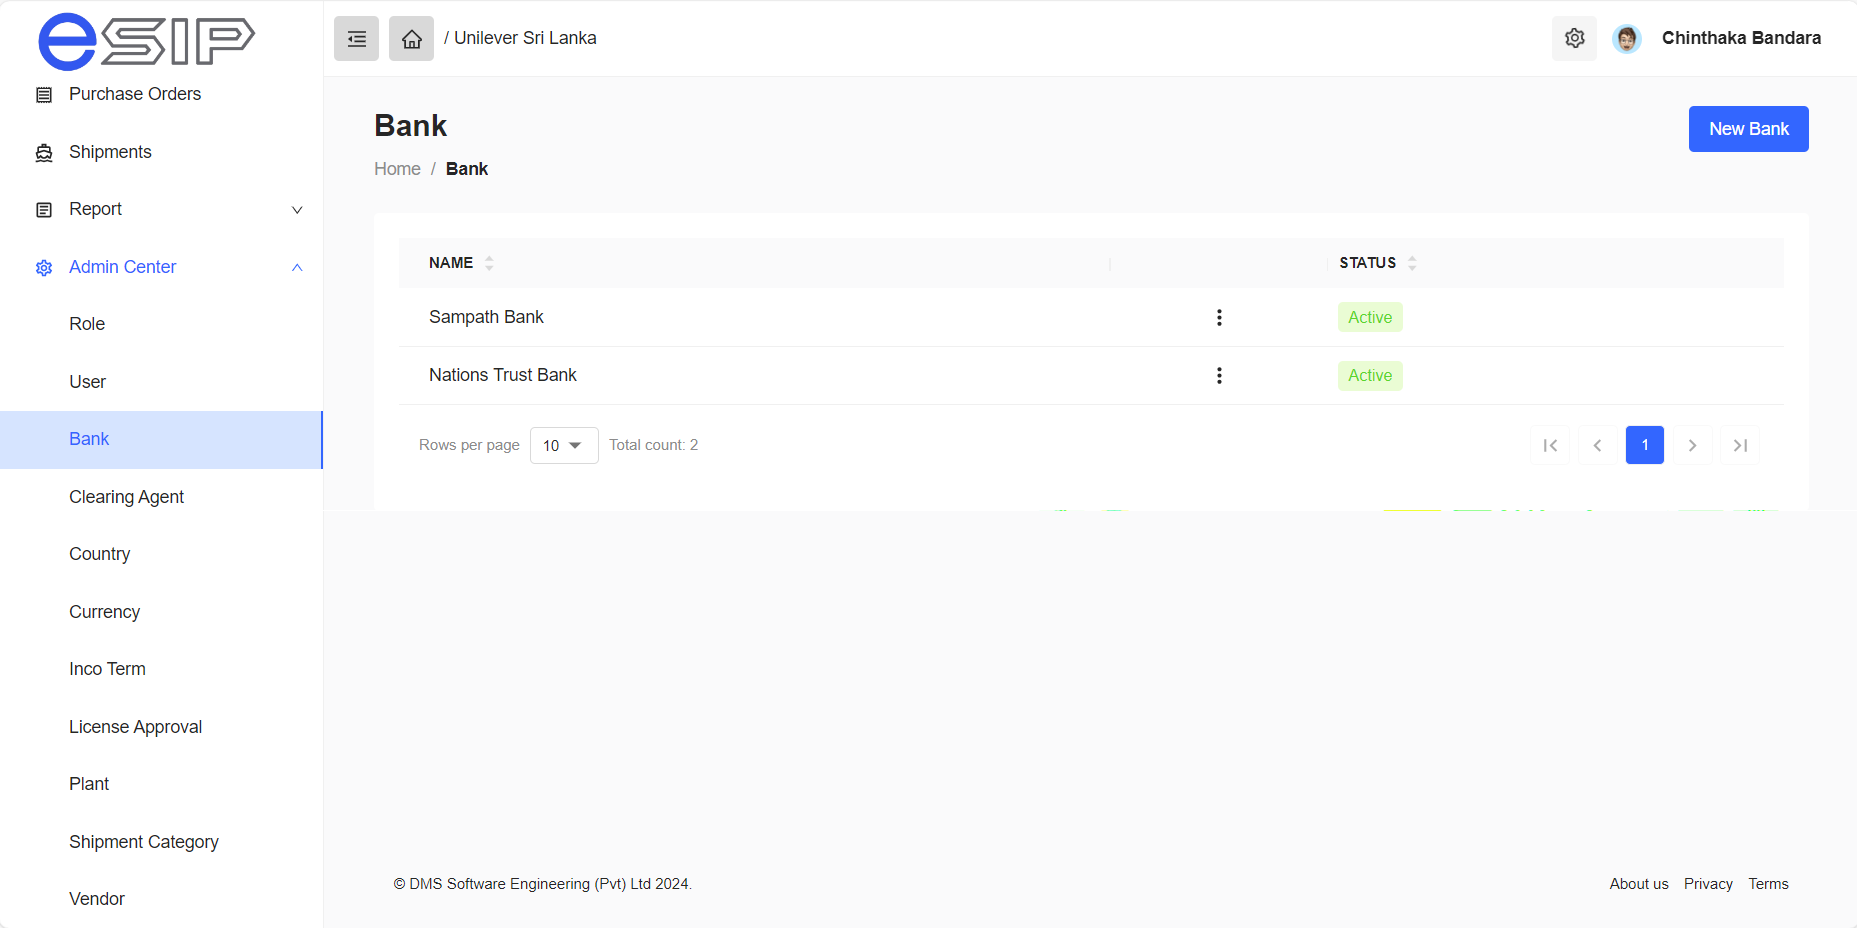 eSIP
/ Unilever Sri Lanka
Chinthaka Bandara
Purchase Orders
Shipments
Report
Admin Center
Role
User
Bank
Clearing Agent
Country
Currency
Inco Term
License Approval
Plant
Shipment Category
Vendor
Bank
Home / Bank
New Bank
NAME STATUS
Sampath Bank Active
Nations Trust Bank Active
Rows per page 10 Total count: 2 1
© DMS Software Engineering (Pvt) Ltd 2024.
About us Privacy Terms